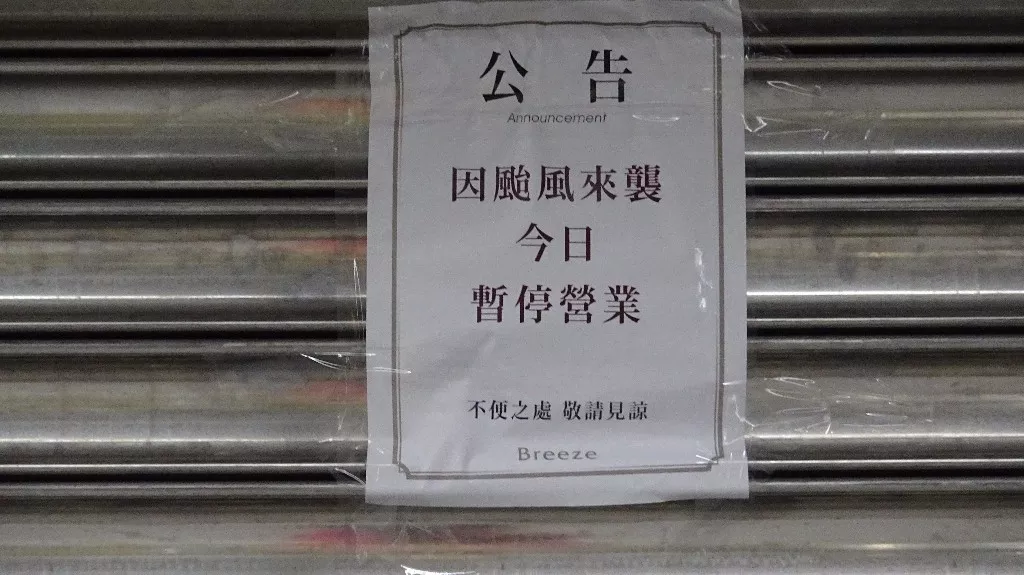 公告
Announcement
因颱風來襲
今日
暫停營業
不便之處 敬請見諒
Breeze